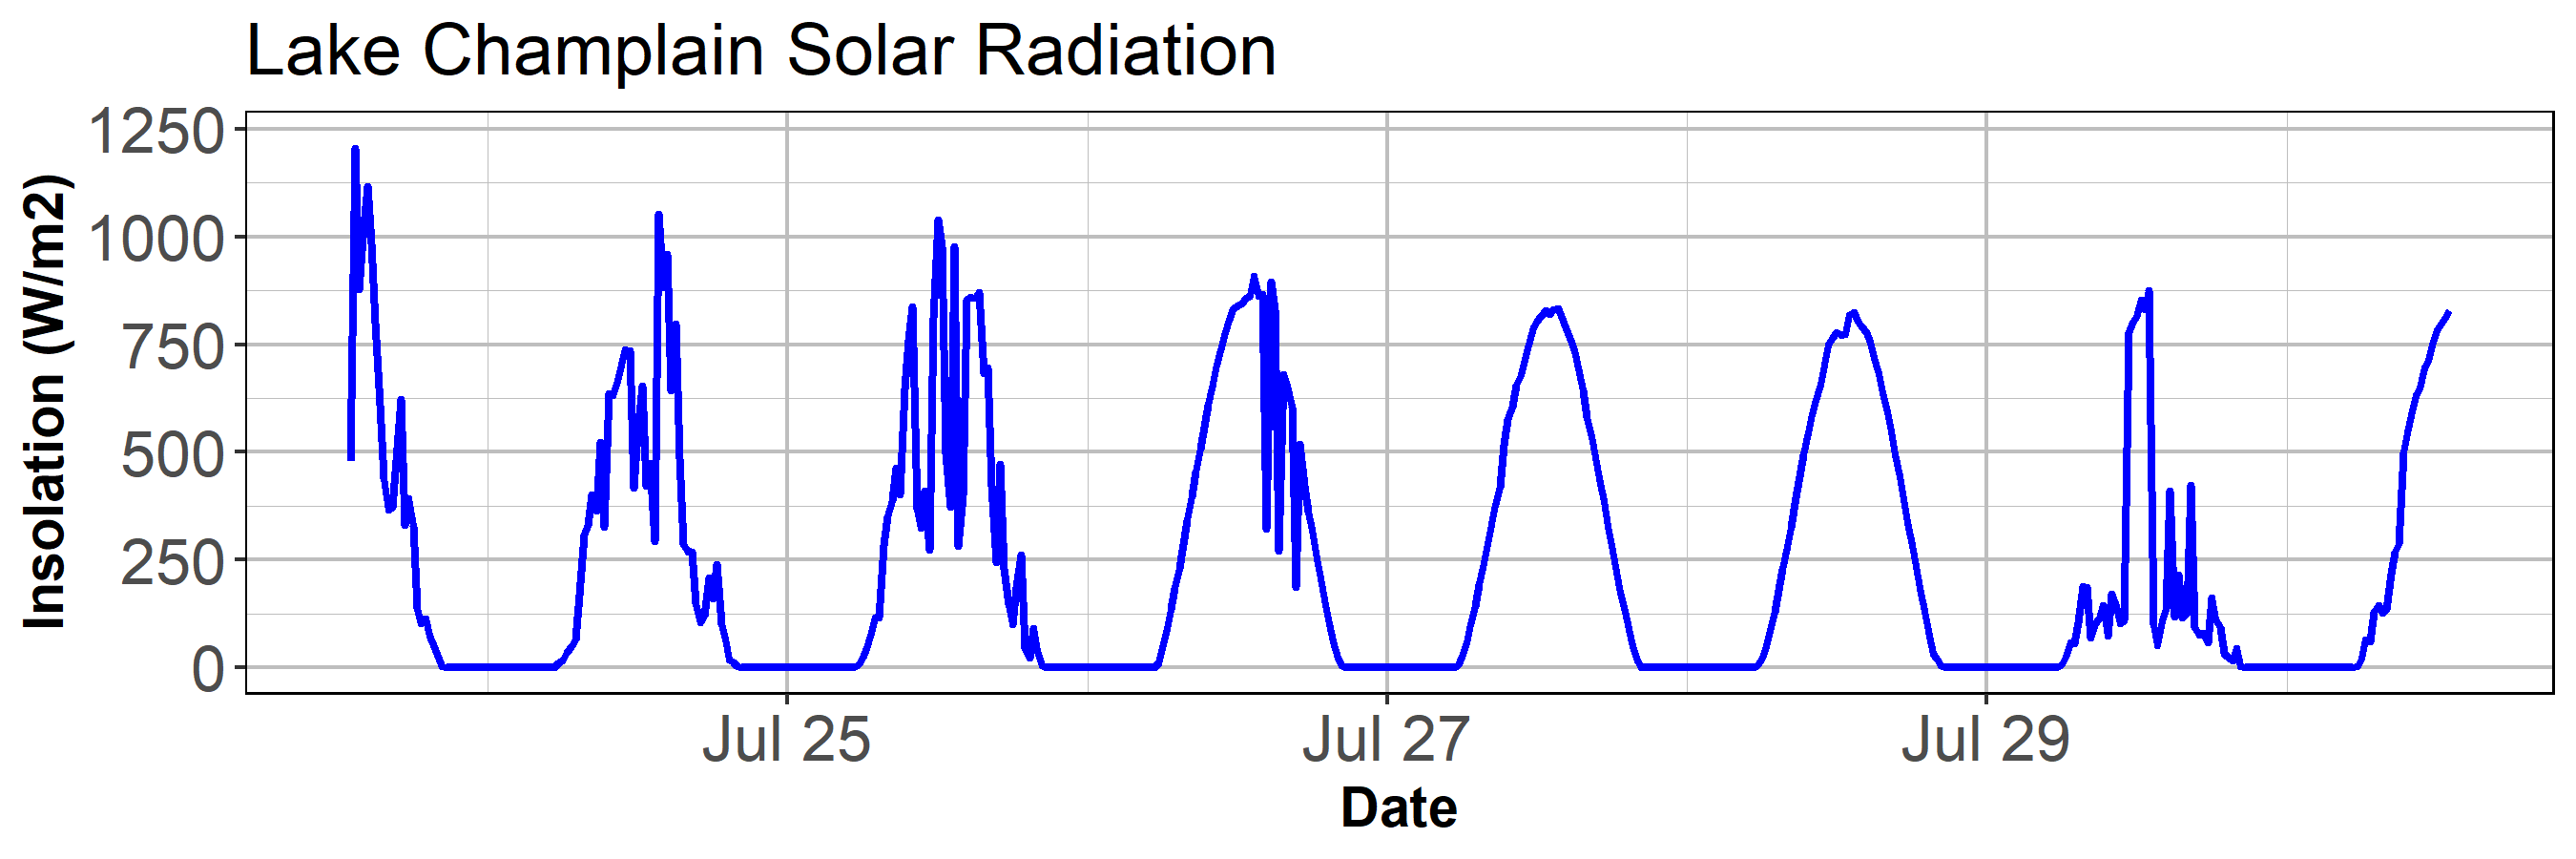 Lake Champlain Solar Radiation
1250
1000
750
500
250
0
Insolation (W/m2)
Jul 25
Jul 27
Jul 29
Date